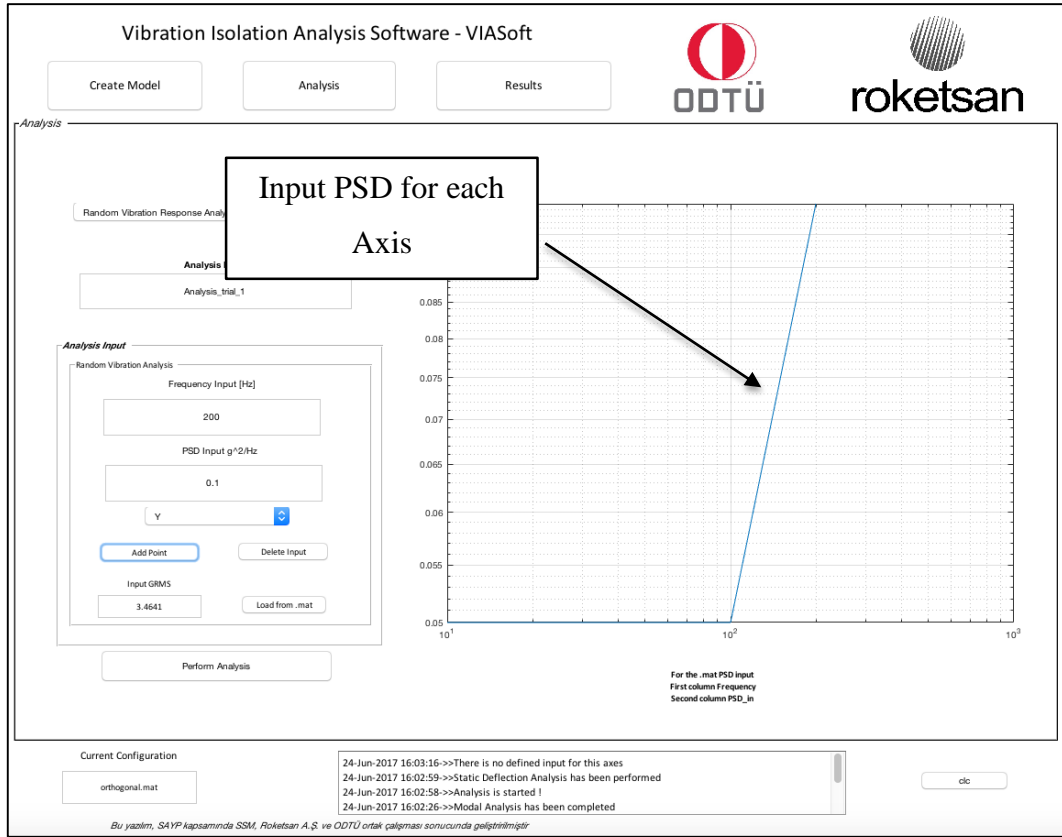 Vibration Isolation Analysis Software - VIASoft
Create Model
Analysis
Results
ODTÜ
roketsan
Analysis
Input PSD for each
Axis
Random Vibration Response Analy
Analysis
Analysis_trial_1
Analysis Input
Random Vibration Analysis
Frequency Input [Hz]
200
PSD Input g^2/Hz
0.1
Y
Add Point
Delete Input
Input GRMS
3.4641
Load from .mat
Perform Analysis
0.085
0.08
0.075
0.07
0.065
0.06
0.055
0.05
10^1
10^2
10^3
For the .mat PSD input
First column Frequency
Second column PSD_in
Current Configuration
orthogonal.mat
24-Jun-2017 16:03:16->>There is no defined input for this axes
24-Jun-2017 16:02:59->>Static Deflection Analysis has been performed
24-Jun-2017 16:02:58->>Analysis is started !
24-Jun-2017 16:02:26->>Modal Analysis has been completed
clc
Bu yazılım, SAYP kapsamında SSM, Roketsan A.Ş. ve ODTÜ ortak çalışması sonucunda geliştirilmiştir